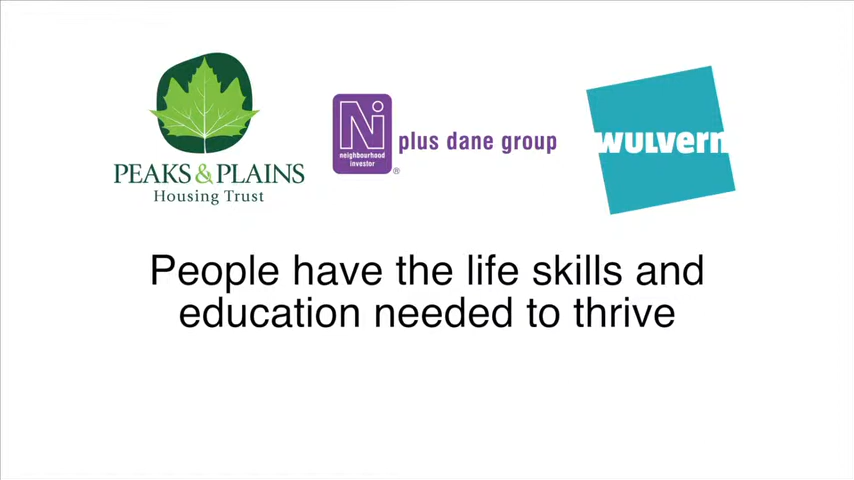 PEAKS & PLAINS
Housing Trust
Ni
neighbourhood
investor
®
plus dane group
wulvern
People have the life skills and
education needed to thrive